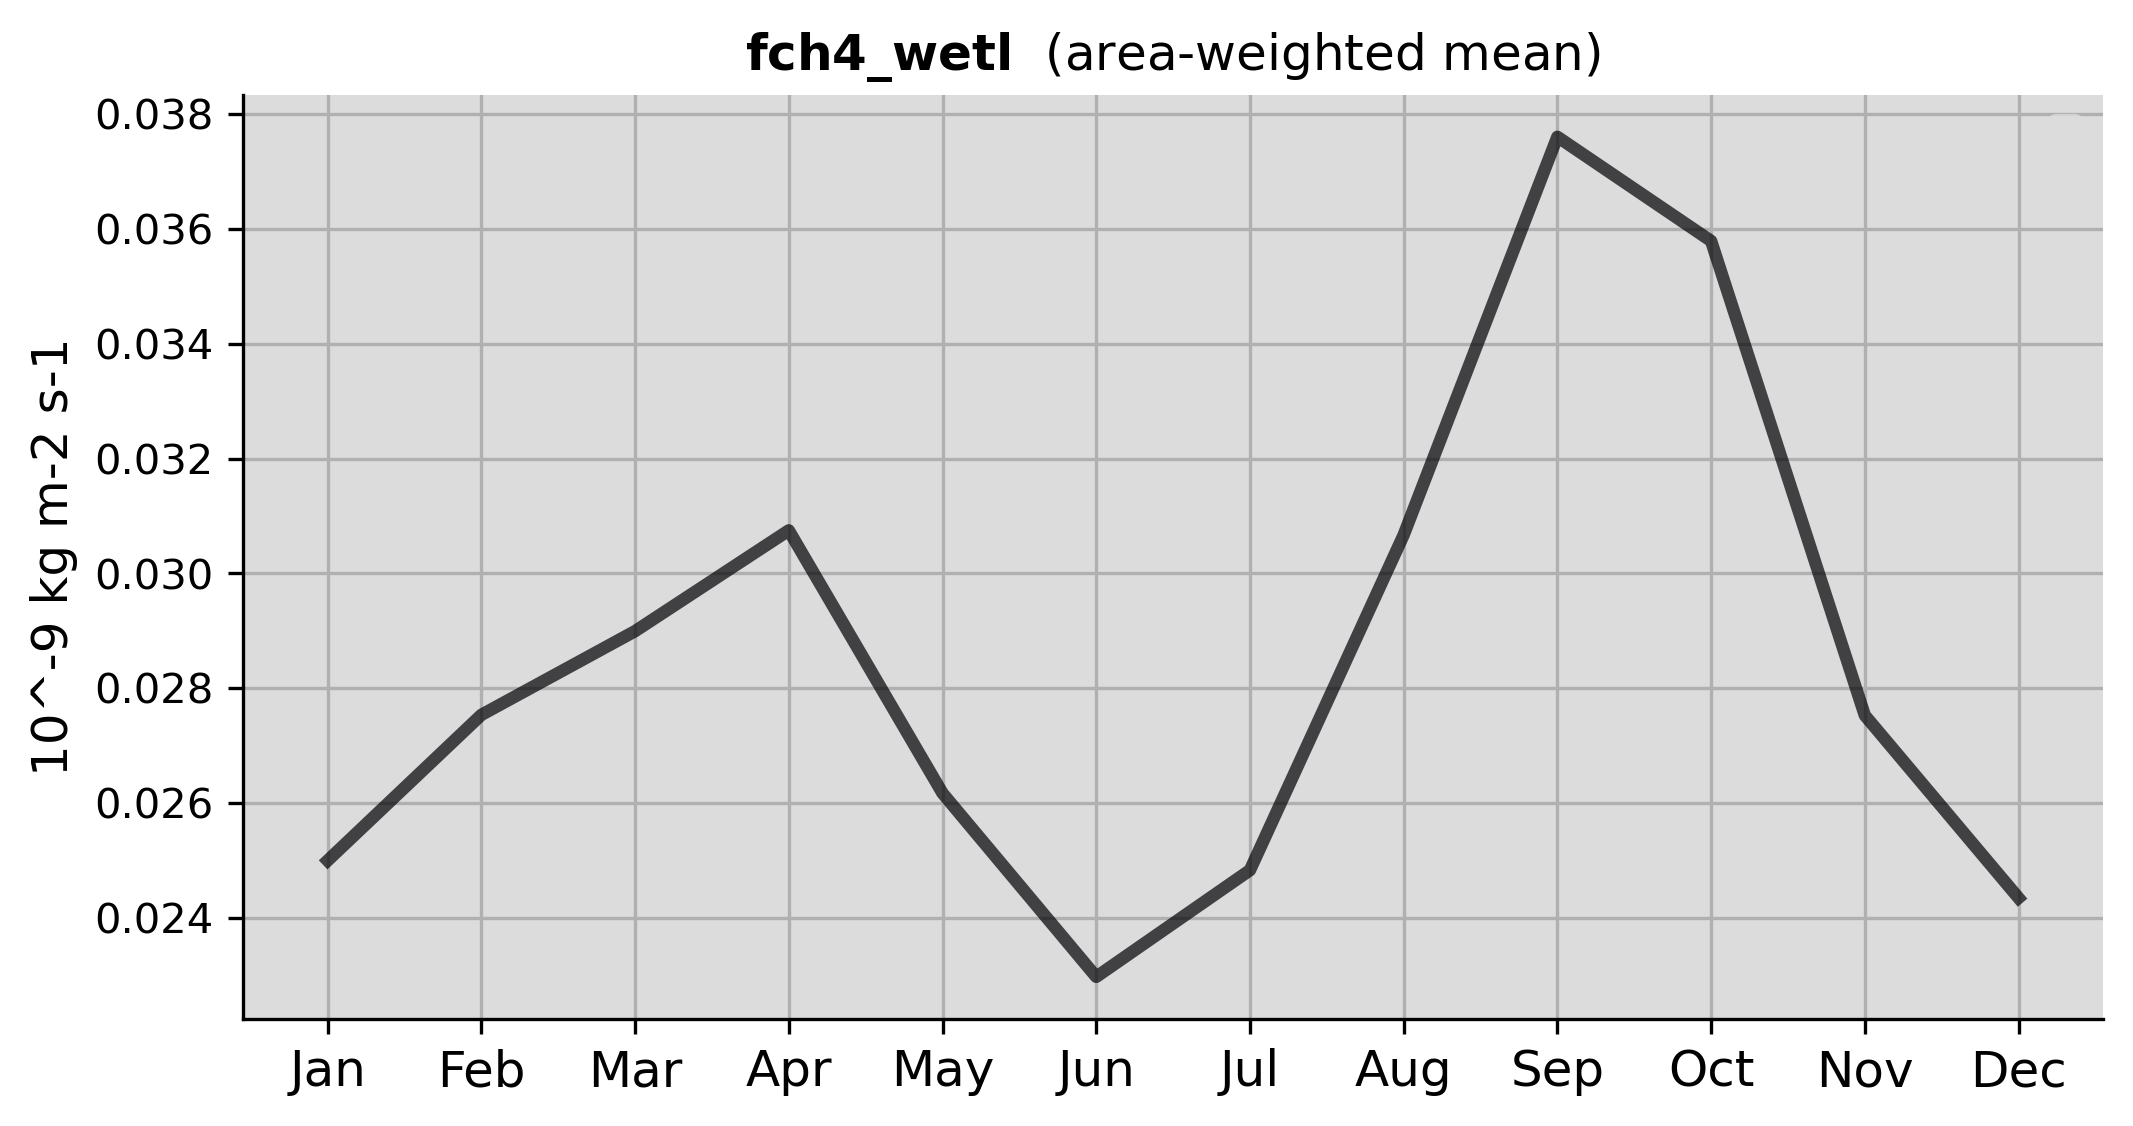 fch4_wetl (area-weighted mean)
10^-9 kg m-2 s-1
0.038
0.036
0.034
0.032
0.030
0.028
0.026
0.024
Jan Feb Mar Apr May Jun Jul Aug Sep Oct Nov Dec